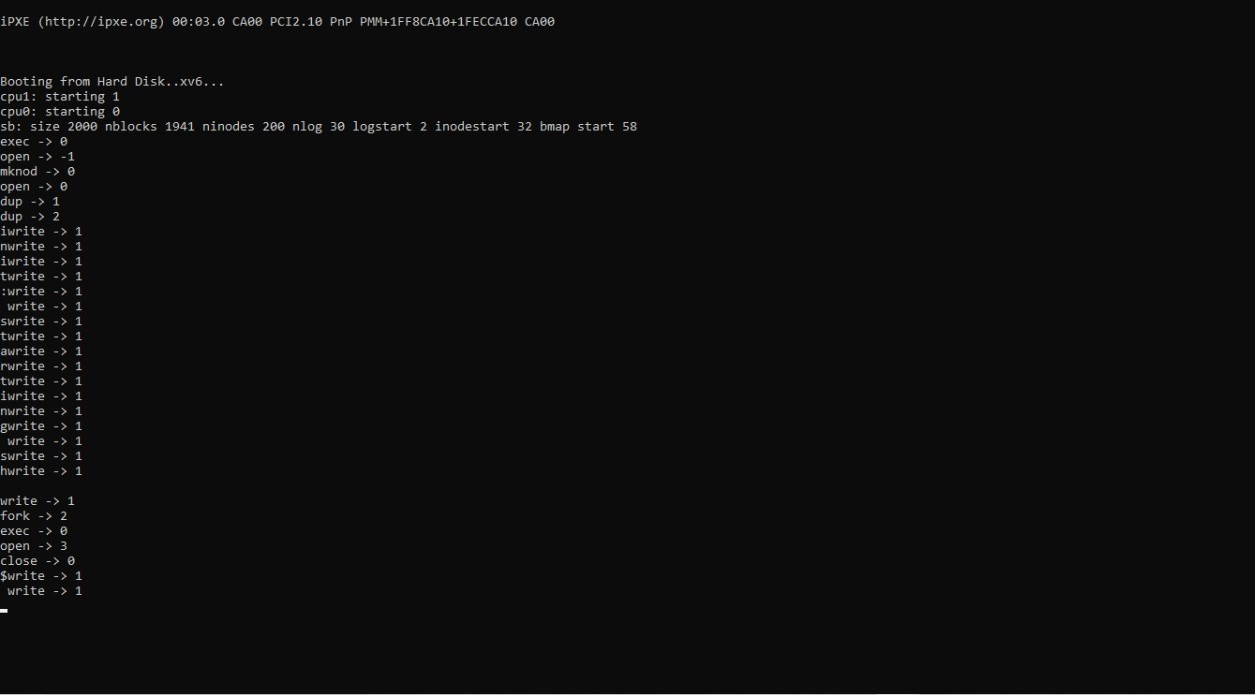 iPXE (http://ipxe.org) 00:03.0 CA00 PCI2.10 PnP PMM+1FF8CA10+1FECCA10 CA00
Booting from Hard Disk..xv6...
cpu1: starting 1
cpu0: starting 0
sb: size 2000 nblocks 1941 ninodes 200 nlog 30 logstart 2 inodestart 32 bmap start 58
exec -> 0
open -> -1
mknod -> 0
open -> 0
dup -> 1
dup -> 2
iwrite -> 1
nwrite -> 1
iwrite -> 1
twrite -> 1
:write -> 1
 write -> 1
swrite -> 1
twrite -> 1
awrite -> 1
rwrite -> 1
twrite -> 1
iwrite -> 1
nwrite -> 1
gwrite -> 1
 write -> 1
swrite -> 1
hwrite -> 1

write -> 1
fork -> 2
exec -> 0
open -> 3
close -> 0
$write -> 1
 write -> 1